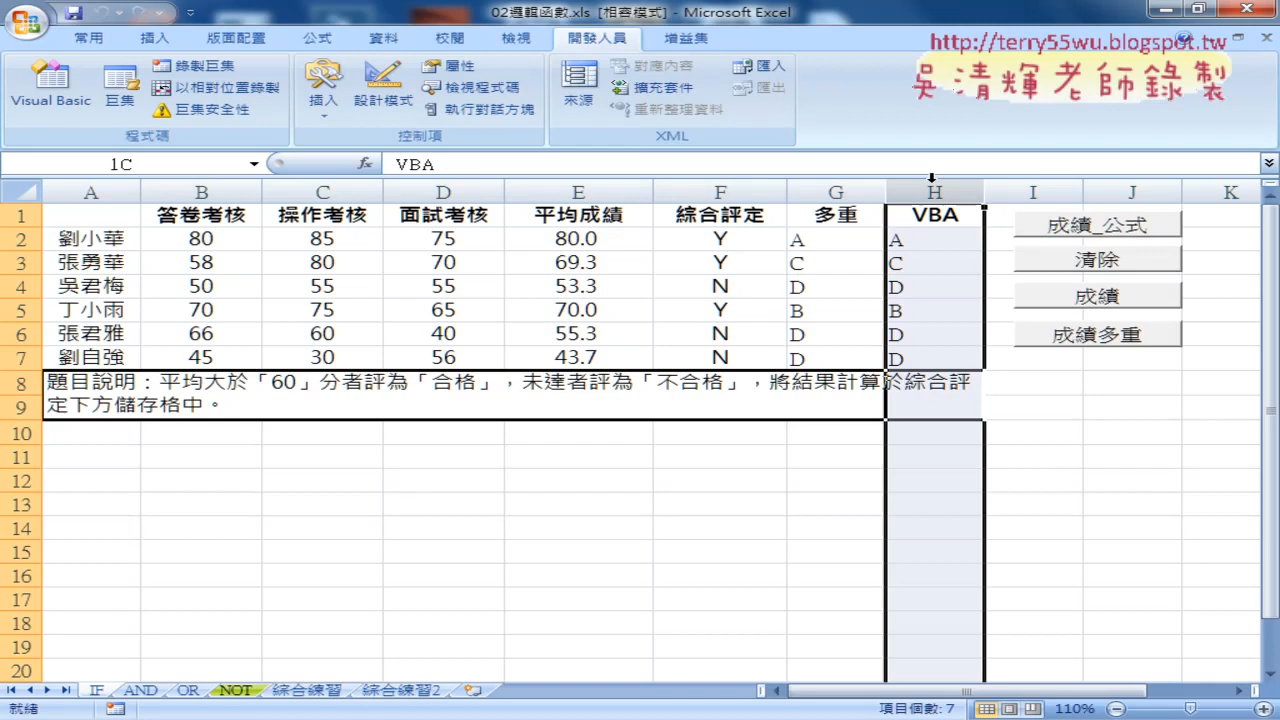 02邏輯函數.xls [相容模式] - Microsoft Excel
常用 插入 版面配置 公式 資料 校閱 檢視 開發人員 增益集
http://terry55wu.blogspot.tw
吳清輝老師錄製
Visual Basic 巨集 錄製巨集 以相對位置錄製 巨集安全性 程式碼
插入 設計模式 屬性 檢視程式碼 執行對話方塊 控制項
來源 對應內容 擴充套件 重新整理資料 匯入 匯出 XML
1C fx VBA
A B C D E F G H I J K
1 答卷考核 操作考核 面試考核 平均成績 綜合評定 多重 VBA
2 劉小華 80 85 75 80.0 Y A A
3 張勇華 58 80 70 69.3 Y C C
4 吳君梅 50 55 55 53.3 N D D
5 丁小雨 70 75 65 70.0 Y B B
6 張君雅 66 60 40 55.3 N D D
7 劉自強 45 30 56 43.7 N D D
成績_公式
清除
成績
成績多重
8 題目說明：平均大於「60」分者評為「合格」，未達者評為「不合格」，將結果計算於綜合評
9 定下方儲存格中。
10
11
12
13
14
15
16
17
18
19
20
IF AND OR NOT 綜合練習 綜合練習2
就緒 項目個數: 7 110%